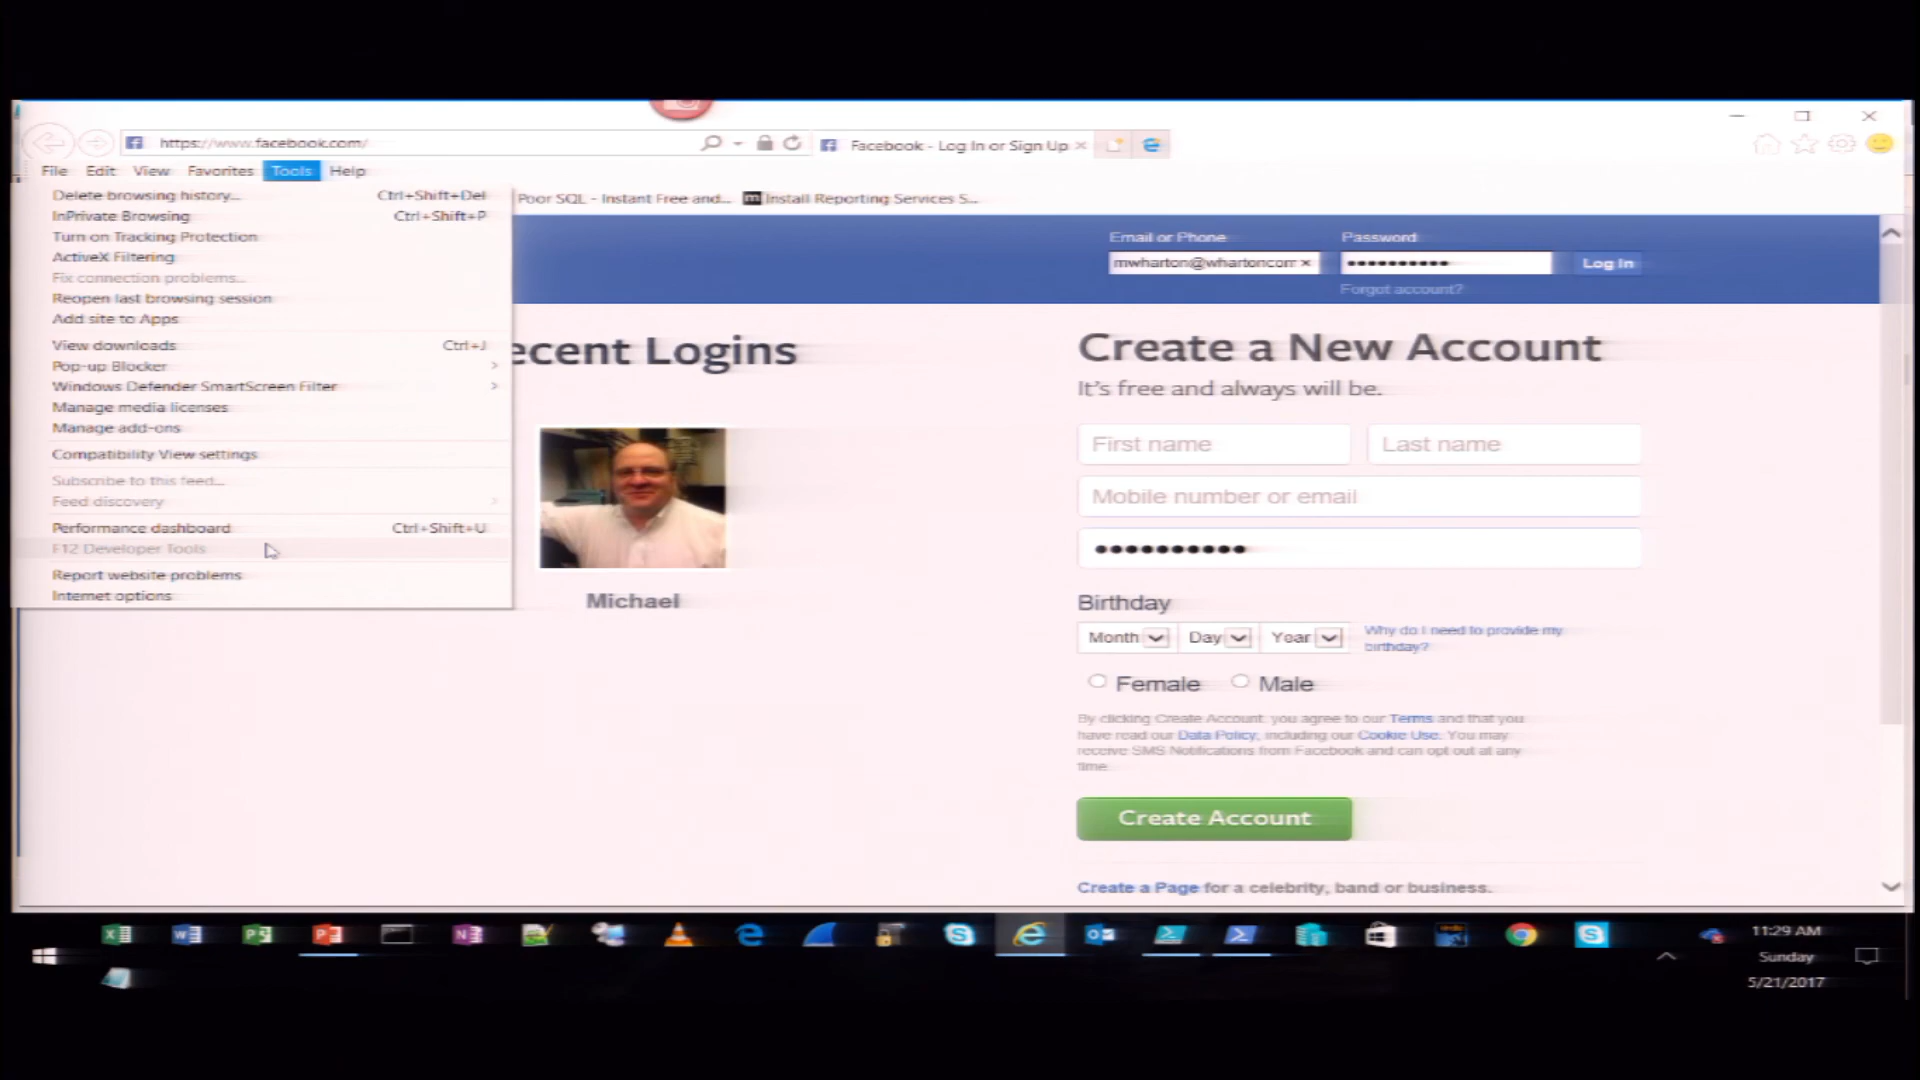 https://www.facebook.com/
Facebook - Log In or Sign Up
File Edit View Favorites Tools Help
Delete browsing history... Ctrl+Shift+Del
Poor SQL - Instant Free and... Install Reporting Services S...
InPrivate Browsing Ctrl+Shift+P
Turn on Tracking Protection
ActiveX Filtering
Fix connection problems...
Reopen last browsing session
Add site to Apps
View downloads Ctrl+J
Pop-up Blocker
Windows Defender SmartScreen Filter
Manage media licenses
Manage add-ons
Compatibility View settings
Subscribe to this feed...
Feed discovery
Performance dashboard Ctrl+Shift+U
F12 Developer Tools
Report website problems
Internet options
Email or Phone Password
mwharton@whartoncom
Log In
Forgot account?
ecent Logins
Michael
Create a New Account
It's free and always will be.
First name Last name
Mobile number or email
Birthday
Month Day Year
Why do I need to provide my
birthday?
Female Male
By clicking Create Account, you agree to our Terms and that you
have read our Data Policy, including our Cookie Use. You may
receive SMS Notifications from Facebook and can opt out at any
time.
Create Account
Create a Page for a celebrity, band or business.
11:29 AM
Sunday
5/21/2017